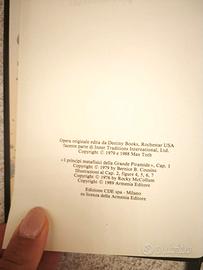 Opera originale edita da Destiny Books, Rochester USA
facente parte di Inner Traditions International, Ltd.
Copyright © 1979 e 1988 Max Toth
«I princìpi metafisici della Grande Piramide», Cap. 1
Copyright © 1979 by Bernice B. Cousins
Illustrazioni al Cap. 2, figure 4, 5, 6, 7
Copyright © 1978 by Rocky McCollum
Copyright © 1989 Armenia Editore
Edizione CDE spa - Milano
su licenza della Armenia Editore